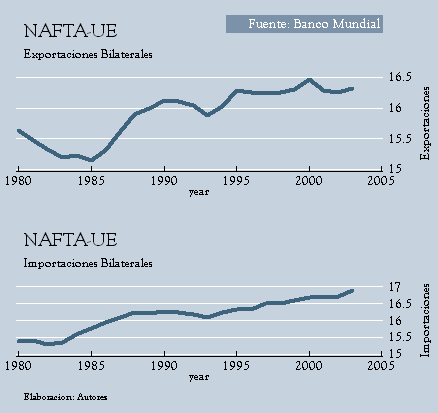 NAFTA-UE
Fuente: Banco Mundial
Exportaciones Bilaterales
16.5
16
15.5
15
Exportaciones
1980 1985 1990 1995 2000 2005
year
NAFTA-UE
Importaciones Bilaterales
17
16.5
16
15.5
15
Importaciones
1980 1985 1990 1995 2000 2005
year
Elaboracion: Autores